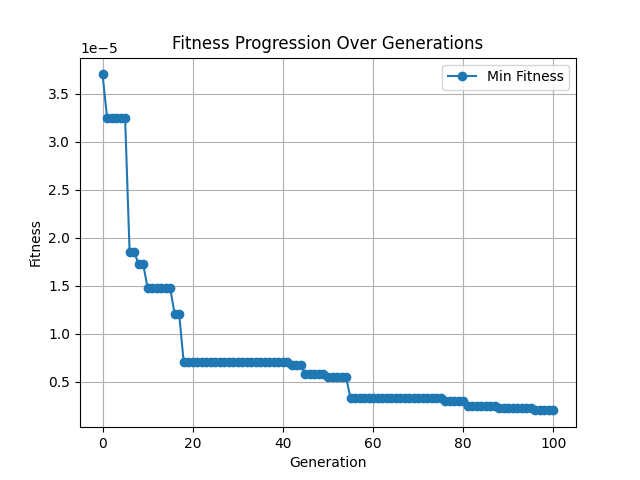 Fitness Progression Over Generations
1e−5
Min Fitness
3.5
3.0
2.5
2.0
1.5
1.0
0.5
Fitness
0 20 40 60 80 100
Generation